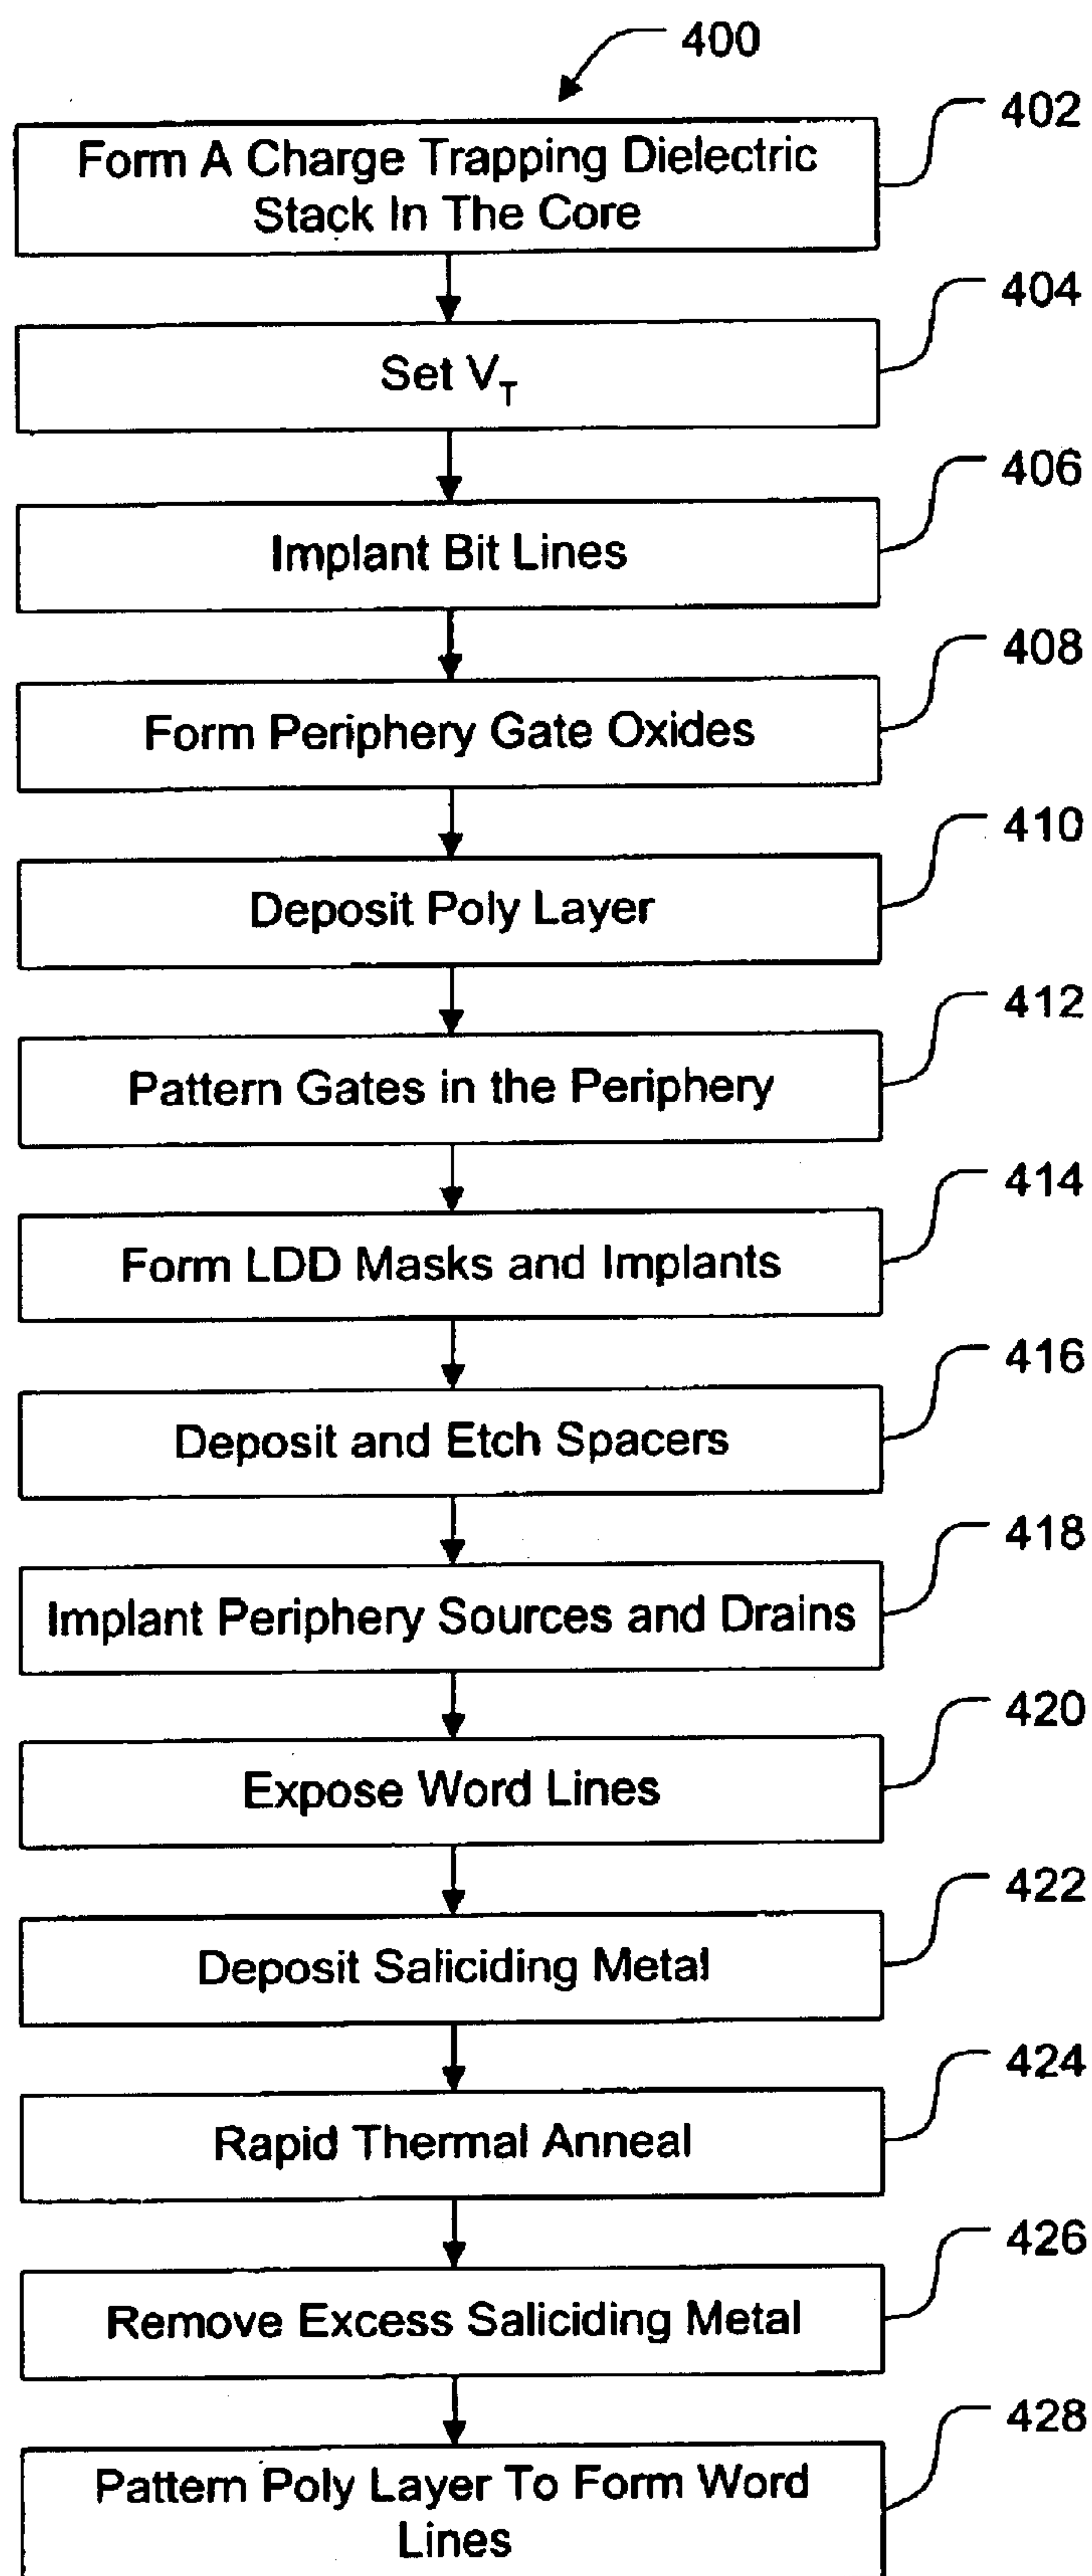 400
402
Form A Charge Trapping Dielectric
Stack In The Core
404
Set VT
406
Implant Bit Lines
408
Form Periphery Gate Oxides
410
Deposit Poly Layer
412
Pattern Gates in the Periphery
414
Form LDD Masks and Implants
416
Deposit and Etch Spacers
418
Implant Periphery Sources and Drains
420
Expose Word Lines
422
Deposit Saliciding Metal
424
Rapid Thermal Anneal
426
Remove Excess Saliciding Metal
428
Pattern Poly Layer To Form Word
Lines